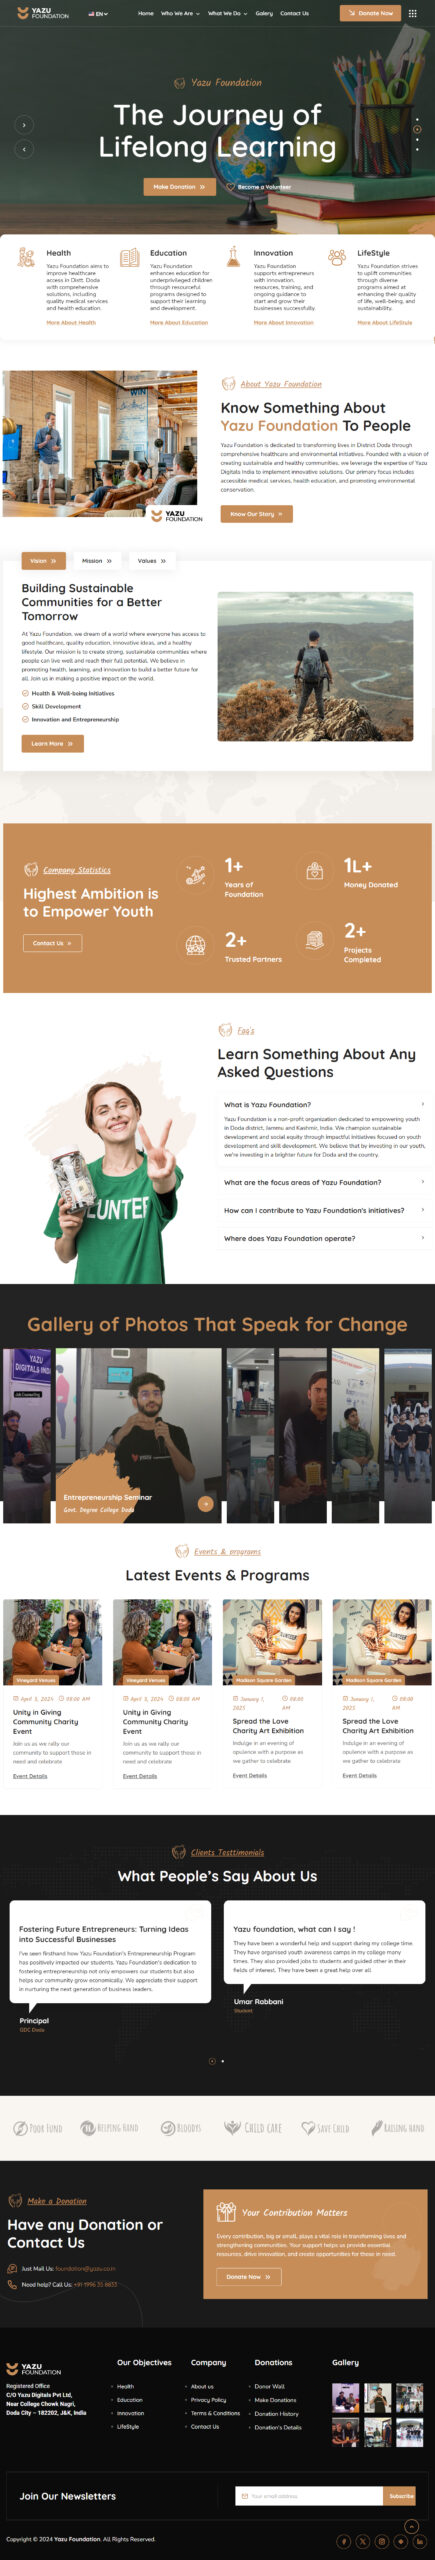 YAZU
FOUNDATION
EN
Home
Who We Are
What We Do
Galery
Contact Us
Donate Now
Yazu Foundation
The Journey of
Lifelong Learning
Make Donation
Become a Volunteer
Health
Yazu Foundation aims to
improve healthcare
access in Distt. Doda
with comprehensive
solutions, including
quality medical services
and health education.
More About Health
Education
Yazu Foundation
enhances education for
underprivileged children
through resourceful
programs designed to
support their learning
and development.
More About Education
Innovation
Yazu Foundation
supports entrepreneurs
with innovation,
resources, training, and
ongoing guidance to
start and grow their
businesses successfully
More About Innovation
LifeStyle
Yazu Foundation strives
to uplift communities
through diverse
programs aimed at
enhancing their quality
of life, well-being, and
sustainability.
More About LifeStyle
YAZU
FOUNDATION
About Yazu Foundation
Know Something About
Yazu Foundation To People
Yazu Foundation is dedicated to transforming lives in District Doda through
comprehensive healthcare and environmental initiatives. Founded with a vision of
creating sustainable and healthy communities, we leverage the expertise of Yazu
Digitals India to implement innovative solutions. Our primary focus includes
accessible medical services, health education, and promoting environmental
conservation.
Know Our Story
Vision
Mission
Values
Building Sustainable
Communities for a Better
Tomorrow
At Yazu Foundation, we dream of a world where everyone has access to
good healthcare, quality education, innovative ideas, and a healthy
lifestyle. Our mission is to create strong, sustainable communities where
people can live well and reach their full potential. We believe in
promoting health, learning, and innovation to build a better future for
all. Join us in making a positive impact on the world.
Health & Well-being Initiatives
Skill Development
Innovation and Entrepreneurship
Learn More
Company Statistics
Highest Ambition is
to Empower Youth
Contact Us
1+
Years of
Foundation
1L+
Money Donated
2+
Trusted Partners
2+
Projects
Completed
Faq's
Learn Something About Any
Asked Questions
What is Yazu Foundation?
Yazu Foundation is a non-profit organization dedicated to empowering youth
in Doda district, Jammu and Kashmir, India. We champion sustainable
development and social equity through impactful initiatives focused on youth
development and skill development. We believe that by investing in our youth,
we're investing in a brighter future for Doda and the country.
What are the focus areas of Yazu Foundation?
How can I contribute to Yazu Foundation's initiatives?
Where does Yazu Foundation operate?
LUNTE
Gallery of Photos That Speak for Change
YAZU
DIGITALS INDIA
Job Counselling
Entrepreneurship Seminar
Govt. Degree College Doda
Events & programs
Latest Events & Programs
Vineyard Venues
April 3, 2024
08:00 AM
Unity in Giving
Community Charity
Event
Join us as we rally our
community to support those in
need and celebrate
Event Details
Vineyard Venues
April 3, 2024
08:00 AM
Unity in Giving
Community Charity
Event
Join us as we rally our
community to support those in
need and celebrate
Event Details
Madison Square Garden
January 1,
2025
08:00
AM
Spread the Love
Charity Art Exhibition
Indulge in an evening of
opulence with a purpose as
we gather to celebrate
Event Details
Madison Square Garden
January 1,
2025
08:00
AM
Spread the Love
Charity Art Exhibition
Indulge in an evening of
opulence with a purpose as
we gather to celebrate
Event Details
Clients Testtimonials
What People's Say About Us
Fostering Future Entrepreneurs: Turning Ideas
into Successful Businesses
I've seen firsthand how Yazu Foundation's Entrepreneurship Program
has positively impacted our students. Yazu Foundation's dedication to
fostering entrepreneurship not only empowers our students but also
helps our community grow economically. We appreciate their support
in nurturing the next generation of business leaders.
Principal
GDC Doda
Yazu foundation, what can I say !
They have been a wonderful help and support during my college time.
They have organised youth awareness camps in my college many
times. They also provided jobs to students and guided other in their
fields of interest. They have been a great help over all
Umar Rabbani
Student
Poor Fund
Helping Hand
Bloodys
Child Care
Save Child
Raising Hand
Make a Donation
Have any Donation or
Contact Us
Just Mail Us: foundation@yazu.co.in
Need help? Call Us: +91 1996 35 8833
Your Contribution Matters
Every contribution, big or small, plays a vital role in transforming lives and
strengthening communities. Your support helps us provide essential
resources, drive innovation, and create opportunities for those in need.
Donate Now
YAZU
FOUNDATION
Registered Office
C/O Yazu Digitals Pvt Ltd,
Near College Chowk Nagri,
Doda City – 182202, J&K, India
Our Objectives
Health
Education
Innovation
LifeStyle
Company
About us
Privacy Policy
Terms & Conditions
Contact Us
Donations
Donor Wall
Make Donations
Donation History
Donation's Details
Gallery
Join Our Newsletters
Your email address
Subscribe
Copyright © 2024 Yazu Foundation. All Rights Reserved.